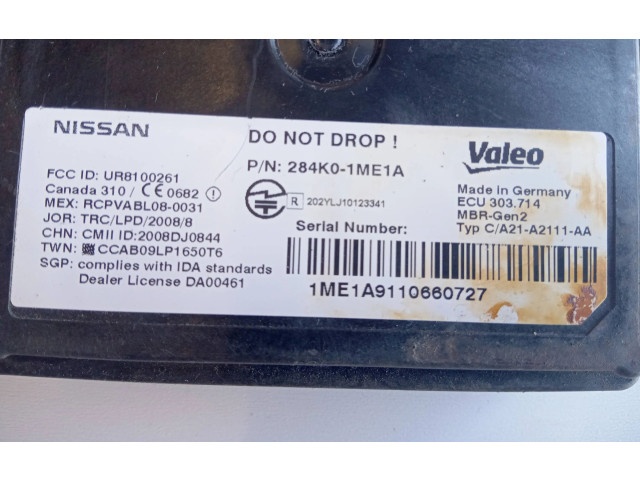 NISSAN
FCC ID: UR8100261
Canada 310 / CE 0682 !
MEX: RCPVABL08-0031
JOR: TRC/LPD/2008/8
CHN: CMII ID:2008DJ0844
TWN: CCAB09LP1650T6
SGP: complies with IDA standards
Dealer License DA00461
DO NOT DROP !
P/N: 284K0-1ME1A
R 202YLJ10123341
Serial Number:
1ME1A9110660727
Valeo
Made in Germany
ECU 303.714
MBR-Gen2
Typ C/A21-A2111-AA